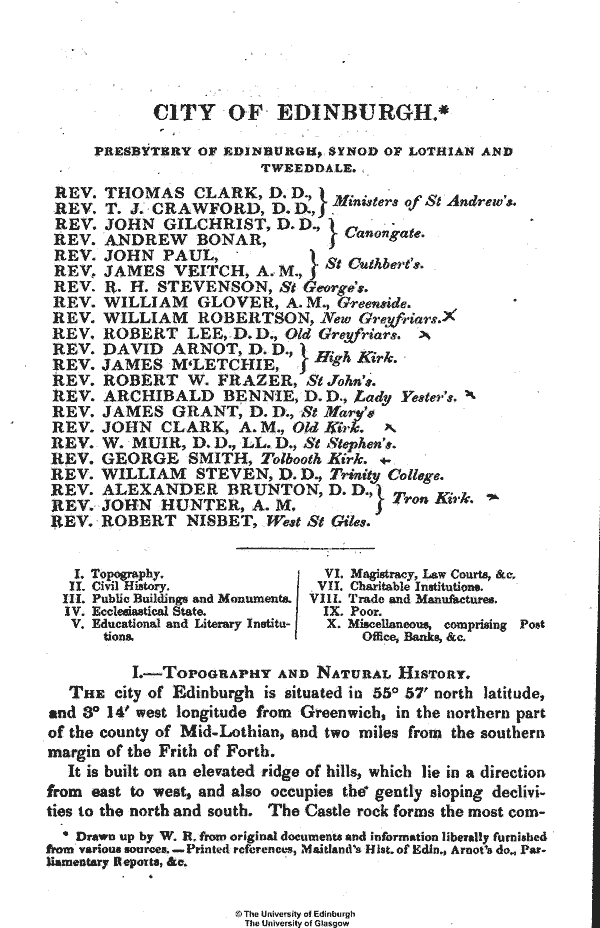 CITY OF EDINBURGH.*
PRESBYTERY OF EDINBURGH, SYNOD OF LOTHIAN AND
TWEEDDALE.
REV. THOMAS CLARK, D. D., } Ministers of St Andrew's.
REV. T. J. CRAWFORD, D. D.,
REV. JOHN GILCHRIST, D. D., } Canongate.
REV. ANDREW BONAR,
REV. JOHN PAUL, } St Cuthbert's.
REV. JAMES VEITCH, A. M.,
REV. R. H. STEVENSON, St George's.
REV. WILLIAM GLOVER, A. M., Greenside.
REV. WILLIAM ROBERTSON, New Greyfriars.
REV. ROBERT LEE, D. D., Old Greyfriars.
REV. DAVID ARNOT, D. D., } High Kirk.
REV. JAMES M'LETCHIE,
REV. ROBERT W. FRAZER, St John's.
REV. ARCHIBALD BENNIE, D. D., Lady Yester's.
REV. JAMES GRANT, D. D., St Mary's
REV. JOHN CLARK, A. M., Old Kirk.
REV. W. MUIR, D. D., LL. D., St Stephen's.
REV. GEORGE SMITH, Tolbooth Kirk.
REV. WILLIAM STEVEN, D. D., Trinity College.
REV. ALEXANDER BRUNTON, D. D., } Tron Kirk.
REV. JOHN HUNTER, A. M.
REV. ROBERT NISBET, West St Giles.
I. Topography.
II. Civil History.
III. Public Buildings and Monuments.
IV. Ecclesiastical State.
V. Educational and Literary Institu-
tions.
VI. Magistracy, Law Courts, &c.
VII. Charitable Institutions.
VIII. Trade and Manufactures.
IX. Poor.
X. Miscellaneous, comprising Post
Office, Banks, &c.
I.—TOPOGRAPHY AND NATURAL HISTORY.
THE city of Edinburgh is situated in 55° 57′ north latitude,
and 3° 14′ west longitude from Greenwich, in the northern part
of the county of Mid-Lothian, and two miles from the southern
margin of the Frith of Forth.
It is built on an elevated ridge of hills, which lie in a direction
from east to west, and also occupies the gently sloping declivi-
ties to the north and south. The Castle rock forms the most com-
* Drawn up by W. R. from original documents and information liberally furnished
from various sources.—Printed references, Maitland's Hist. of Edin., Arnot's do., Par-
liamentary Reports, &c.
© The University of Edinburgh
The University of Glasgow